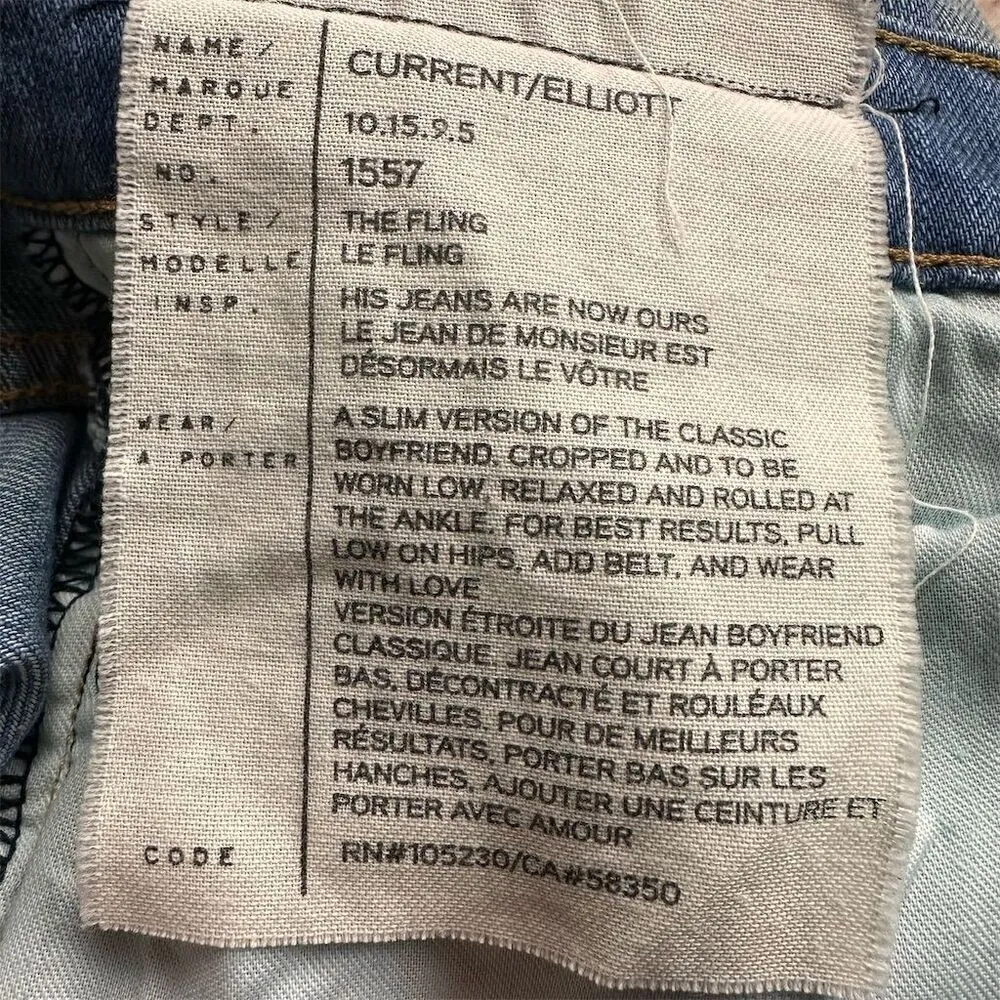 NAME/ CURRENT/ELLIOTT
MARQUE
DEPT. 10.15.9.5
NO. 1557
STYLE/ THE FLING
MODELLE LE FLING
INSP. HIS JEANS ARE NOW OURS
LE JEAN DE MONSIEUR EST
DÉSORMAIS LE VÔTRE
WEAR/ A SLIM VERSION OF THE CLASSIC
A PORTER BOYFRIEND. CROPPED AND TO BE
WORN LOW, RELAXED AND ROLLED AT
THE ANKLE. FOR BEST RESULTS, PULL
LOW ON HIPS, ADD BELT, AND WEAR
WITH LOVE
VERSION ÉTROITE DU JEAN BOYFRIEND
CLASSIQUE. JEAN COURT À PORTER
BAS, DÉCONTRACTÉ ET ROULÉAUX
CHEVILLES. POUR DE MEILLEURS
RÉSULTATS, PORTER BAS SUR LES
HANCHES, AJOUTER UNE CEINTURE ET
PORTER AVEC AMOUR
CODE RN#105230/CA#58350